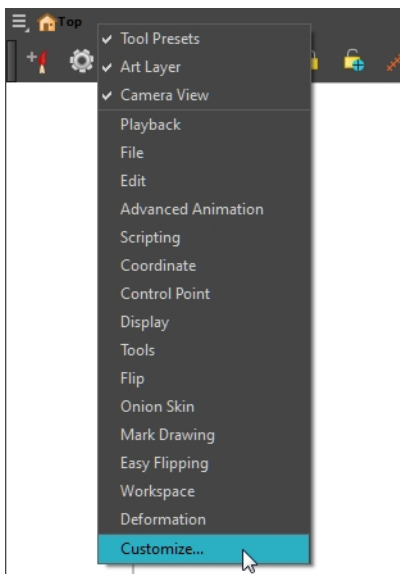 Top
Tool Presets
Art Layer
Camera View
Playback
File
Edit
Advanced Animation
Scripting
Coordinate
Control Point
Display
Tools
Flip
Onion Skin
Mark Drawing
Easy Flipping
Workspace
Deformation
Customize...